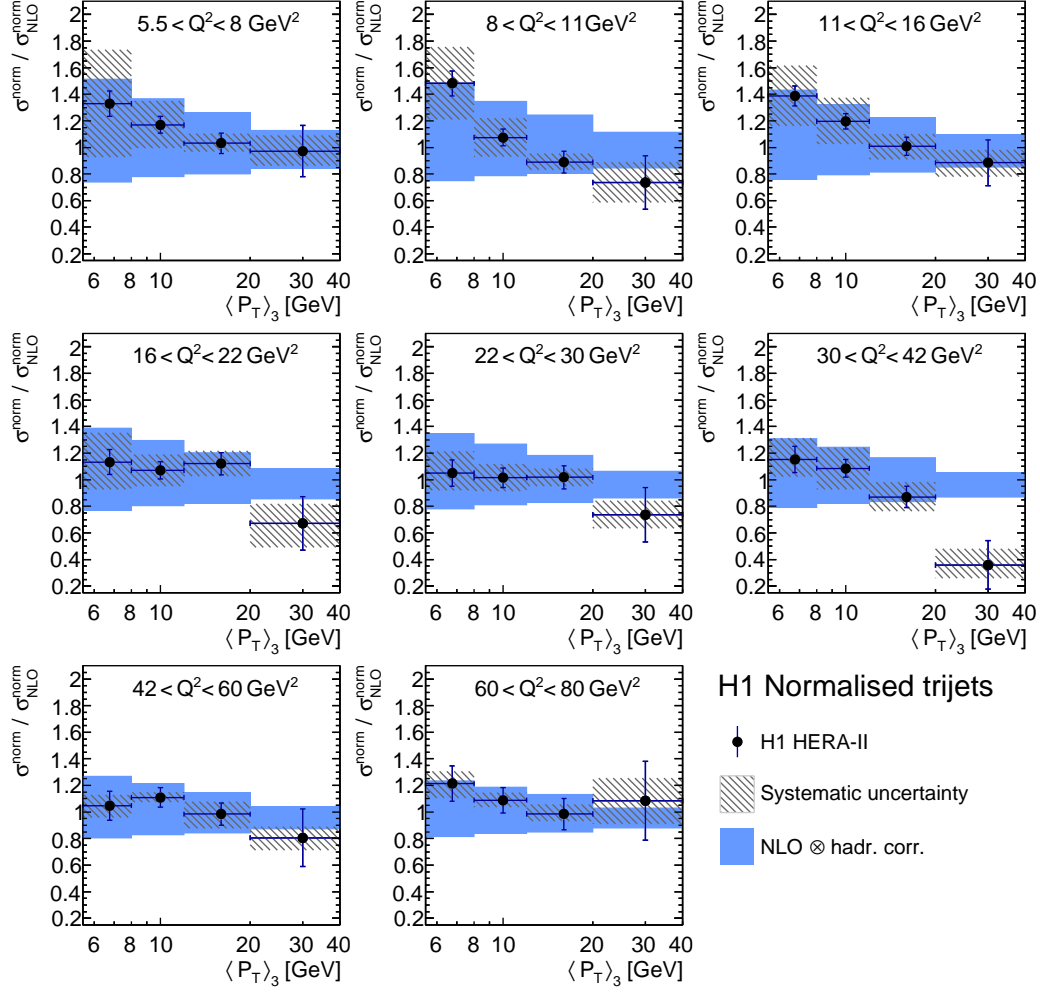 5.5 < Q² < 8 GeV²
σ^norm / σ^norm_NLO
2
1.8
1.6
1.4
1.2
1
0.8
0.6
0.4
0.2
6 8 10 20 30 40
⟨ P_T ⟩_3 [GeV]
8 < Q² < 11 GeV²
σ^norm / σ^norm_NLO
2
1.8
1.6
1.4
1.2
1
0.8
0.6
0.4
0.2
6 8 10 20 30 40
⟨ P_T ⟩_3 [GeV]
11 < Q² < 16 GeV²
σ^norm / σ^norm_NLO
2
1.8
1.6
1.4
1.2
1
0.8
0.6
0.4
0.2
6 8 10 20 30 40
⟨ P_T ⟩_3 [GeV]
16 < Q² < 22 GeV²
σ^norm / σ^norm_NLO
2
1.8
1.6
1.4
1.2
1
0.8
0.6
0.4
0.2
6 8 10 20 30 40
⟨ P_T ⟩_3 [GeV]
22 < Q² < 30 GeV²
σ^norm / σ^norm_NLO
2
1.8
1.6
1.4
1.2
1
0.8
0.6
0.4
0.2
6 8 10 20 30 40
⟨ P_T ⟩_3 [GeV]
30 < Q² < 42 GeV²
σ^norm / σ^norm_NLO
2
1.8
1.6
1.4
1.2
1
0.8
0.6
0.4
0.2
6 8 10 20 30 40
⟨ P_T ⟩_3 [GeV]
42 < Q² < 60 GeV²
σ^norm / σ^norm_NLO
2
1.8
1.6
1.4
1.2
1
0.8
0.6
0.4
0.2
6 8 10 20 30 40
⟨ P_T ⟩_3 [GeV]
60 < Q² < 80 GeV²
σ^norm / σ^norm_NLO
2
1.8
1.6
1.4
1.2
1
0.8
0.6
0.4
0.2
6 8 10 20 30 40
⟨ P_T ⟩_3 [GeV]
H1 Normalised trijets
H1 HERA-II
Systematic uncertainty
NLO ⊗ hadr. corr.